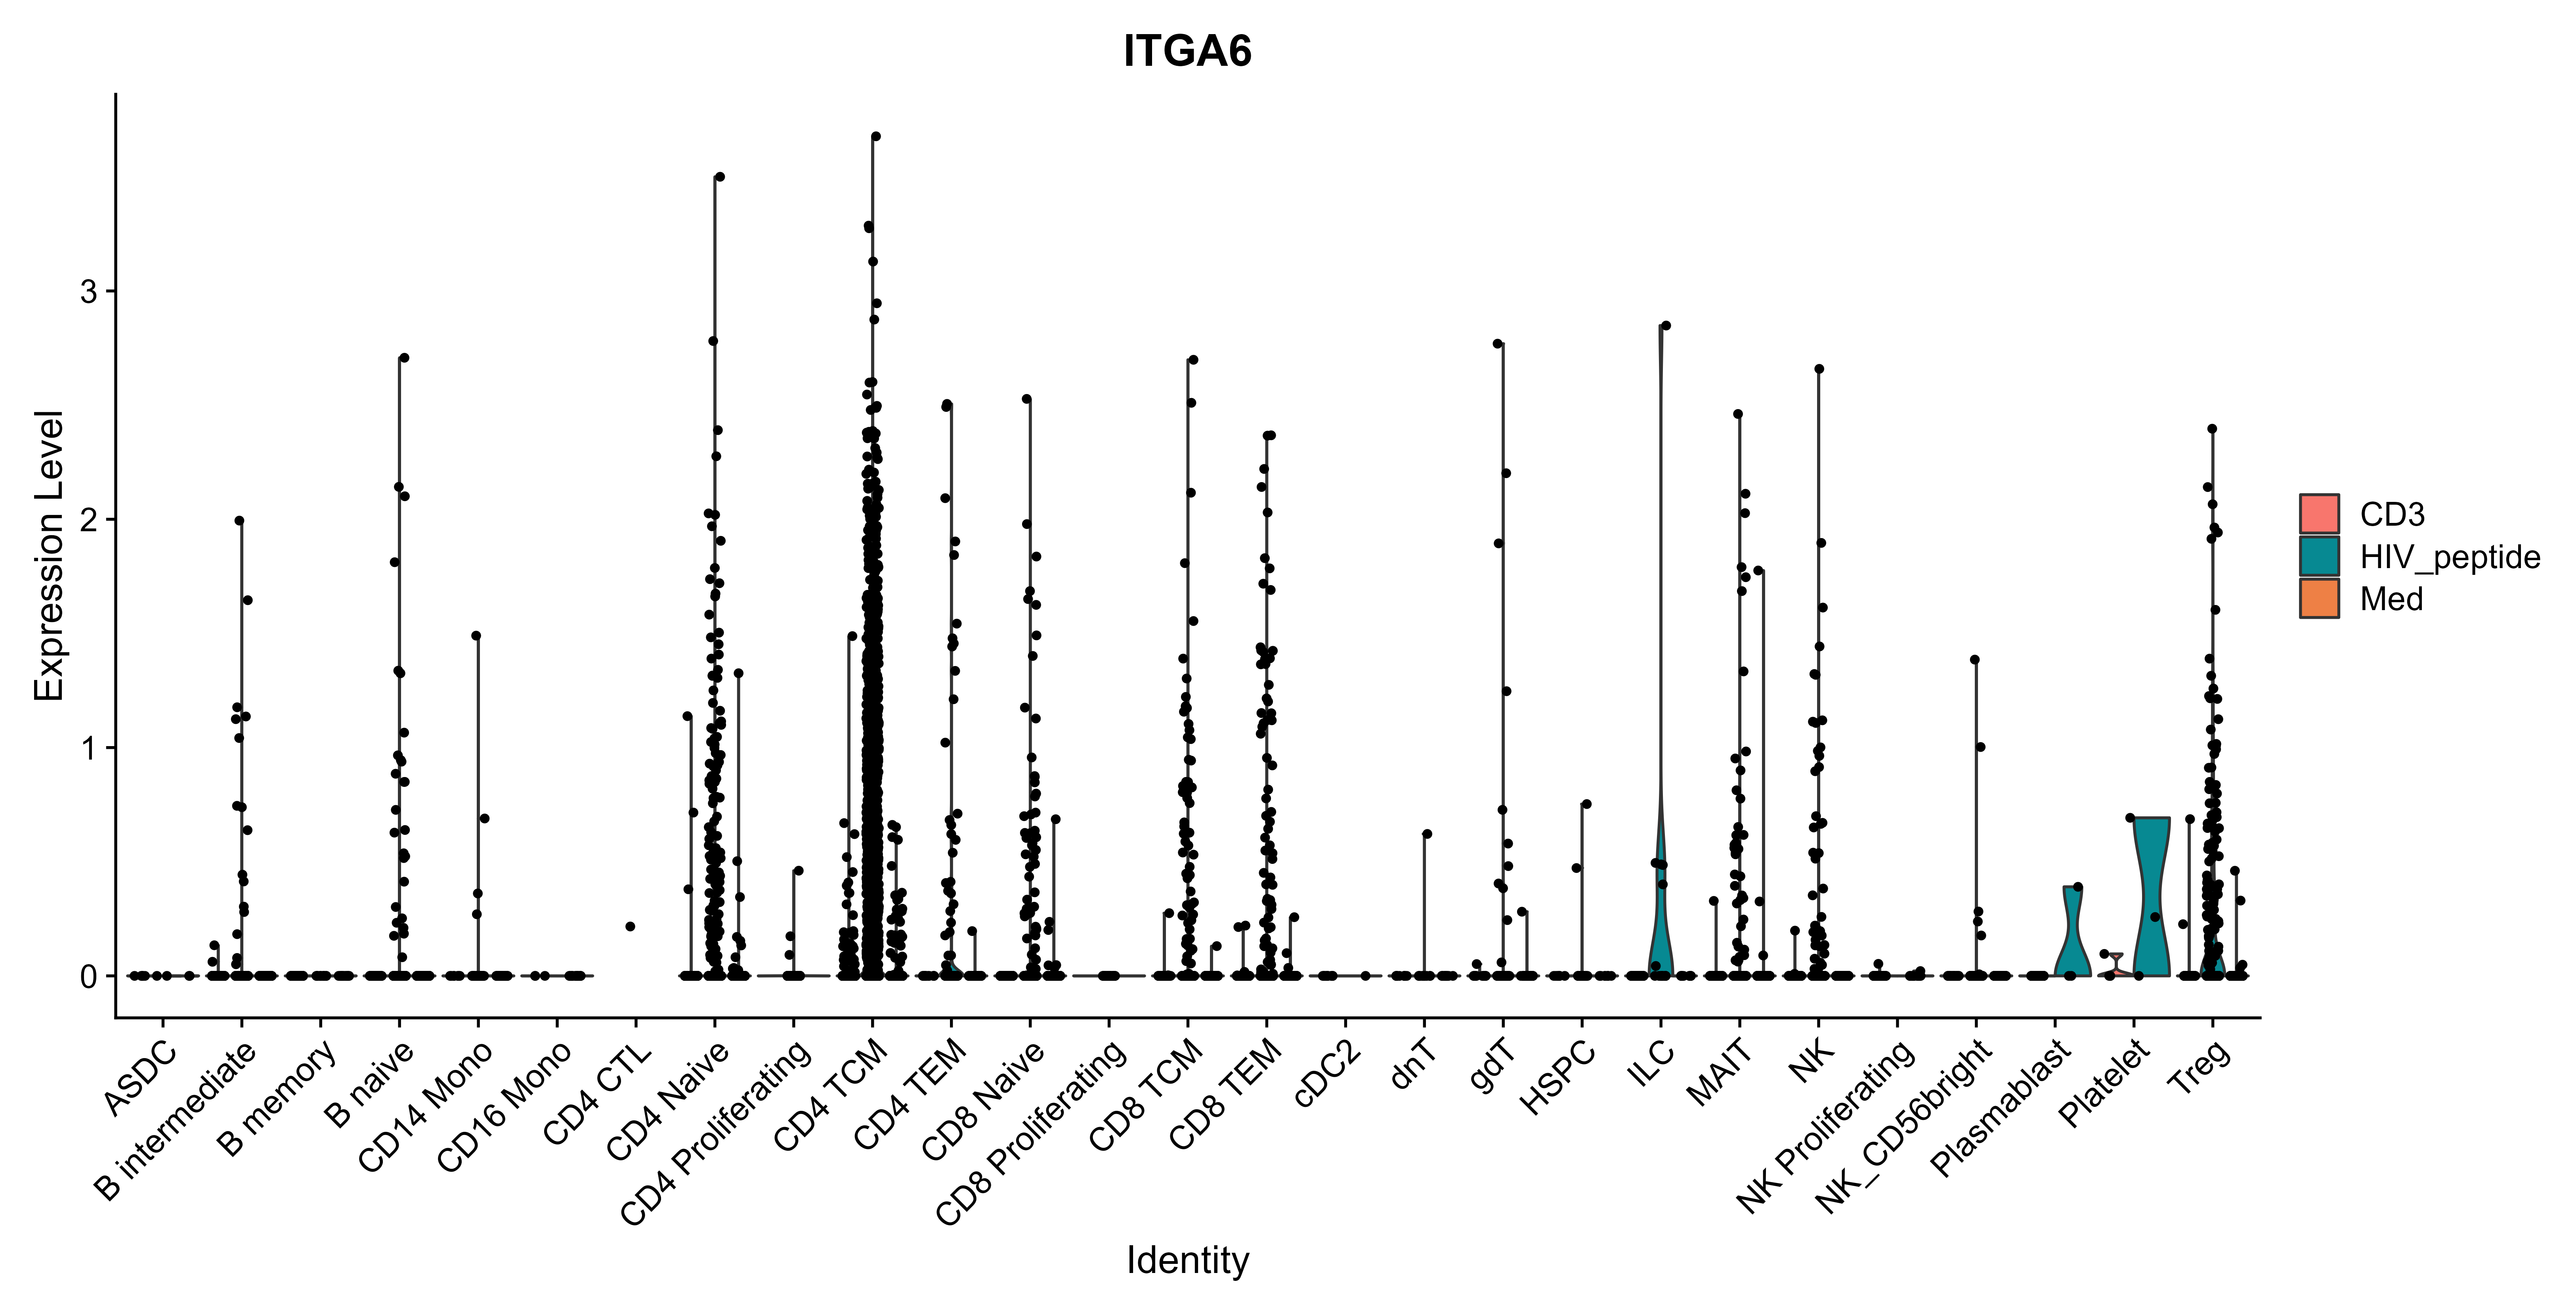 ITGA6
Expression Level
3
2
1
0
ASDC
B intermediate
B memory
B naive
CD14 Mono
CD16 Mono
CD4 CTL
CD4 Naive
CD4 Proliferating
CD4 TCM
CD4 TEM
CD8 Naive
CD8 Proliferating
CD8 TCM
CD8 TEM
cDC2
dnT
gdT
HSPC
ILC
MAIT
NK
NK Proliferating
NK_CD56bright
Plasmablast
Platelet
Treg
Identity
CD3
HIV_peptide
Med